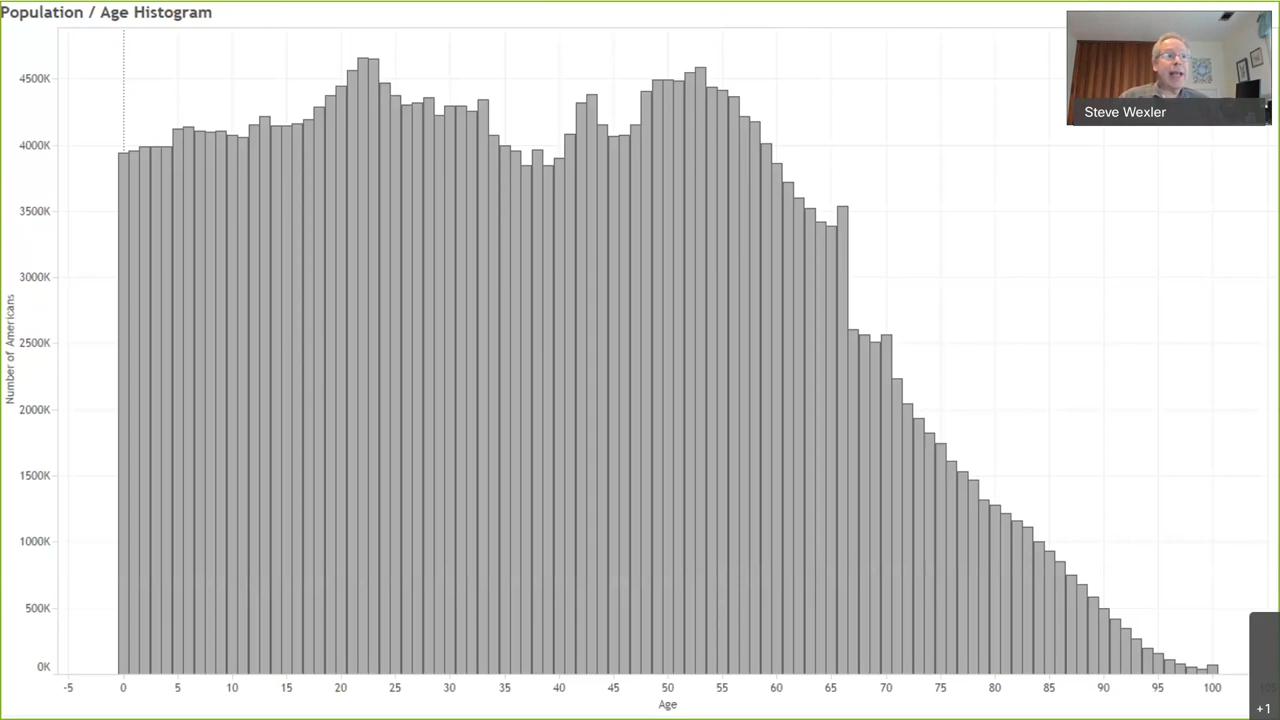 Population / Age Histogram
Steve Wexler
4500K
4000K
3500K
3000K
2500K
2000K
1500K
1000K
500K
0K
Number of Americans
-5 0 5 10 15 20 25 30 35 40 45 50 55 60 65 70 75 80 85 90 95 100 105
Age
+1